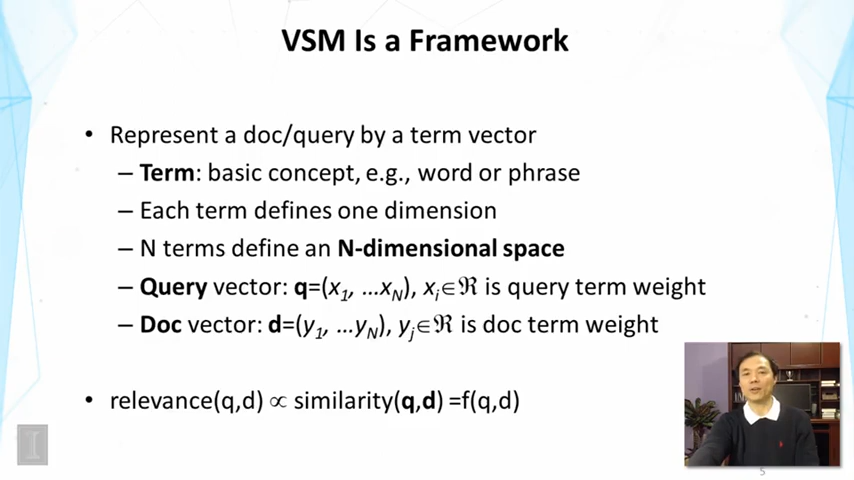 VSM Is a Framework
• Represent a doc/query by a term vector
– Term: basic concept, e.g., word or phrase
– Each term defines one dimension
– N terms define an N-dimensional space
– Query vector: q=(x₁, …x_N), xᵢ∈ℜ is query term weight
– Doc vector: d=(y₁, …y_N), yⱼ∈ℜ is doc term weight
• relevance(q,d) ∝ similarity(q,d) =f(q,d)
I
5